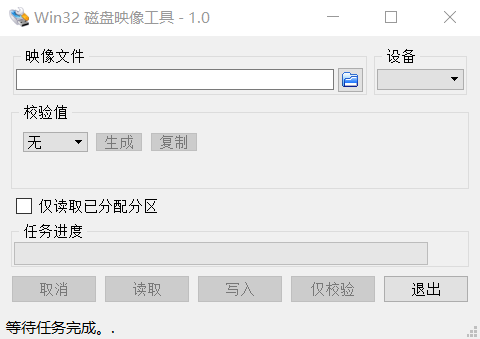 Win32 磁盘映像工具 - 1.0
映像文件
设备
校验值
无
生成
复制
仅读取已分配分区
任务进度
取消
读取
写入
仅校验
退出
等待任务完成。.